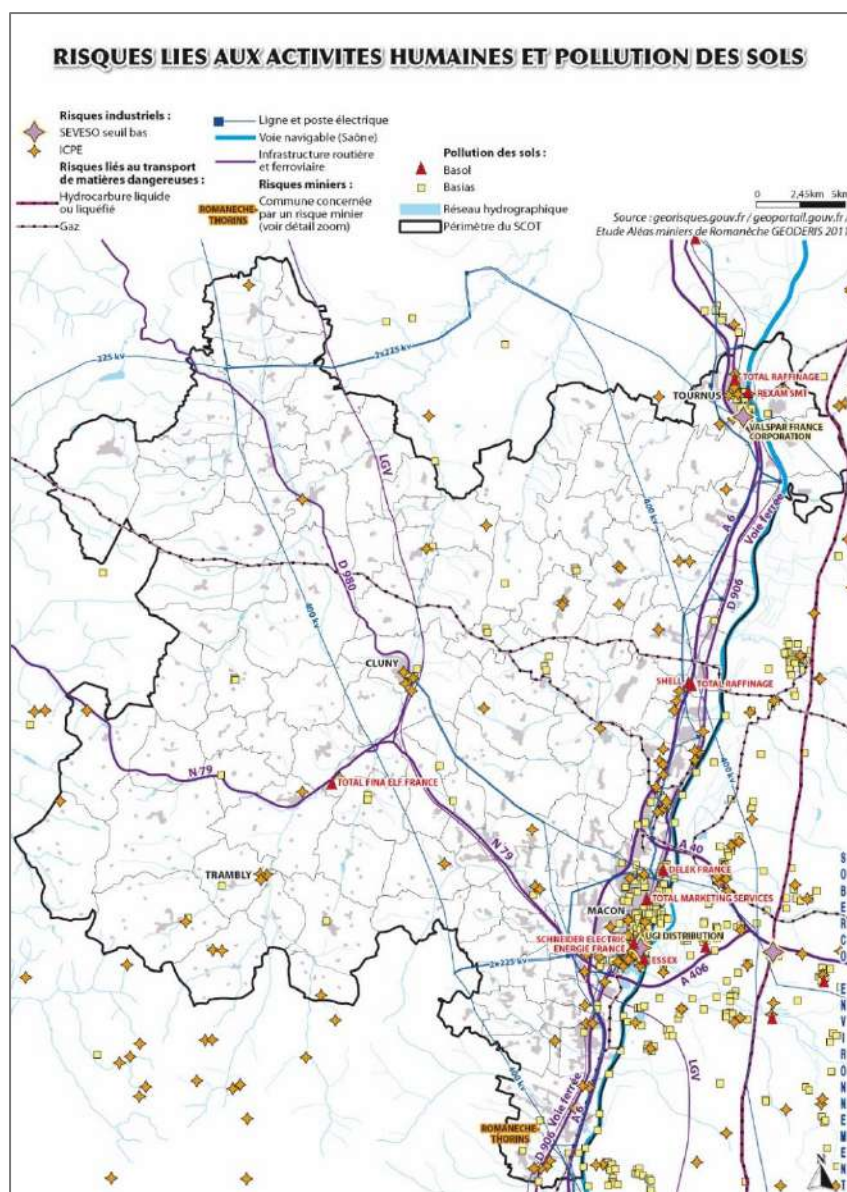 RISQUES LIES AUX ACTIVITES HUMAINES ET POLLUTION DES SOLS
Risques industriels :
SEVESO seuil bas
ICPE
Risques liés au transport
de matières dangereuses :
Hydrocarbure liquide
ou liquéfié
Gaz
Ligne et poste électrique
Voie navigable (Saône)
Infrastructure routière
et ferroviaire
Risques miniers :
ROMANECHE-
THORINS
Commune concernée
par un risque minier
(voir détail zoom)
Pollution des sols :
Basol
Basias
Réseau hydrographique
Périmètre du SCOT
0 2,45km 5km
Source : georisques.gouv.fr / geoportail.gouv.fr /
Etude Aléas miniers de Romanèche GEODERIS 2011
225 kv
2x225 kv
TOTAL RAFFINAGE
TOURNUS
REXAM SMT
VALSPAR FRANCE
CORPORATION
LGV
400 kv
A 6
Voie ferrée
D 906
D 980
400 kv
CLUNY
SHELL
TOTAL RAFFINAGE
N 79
TOTAL FINA ELF FRANCE
400 kv
N 79
A 40
TRAMBLY
DELEK FRANCE
TOTAL MARKETING SERVICES
MACON
UGI DISTRIBUTION
SCHNEIDER ELECTRIC
ENERGIE FRANCE
ESSEX
2x225 kv
A 406
400 kv
LGV
ROMANECHE-
THORINS
D 906
Voie ferrée
A 6
SOBERCO ENVIRONNEMENT
N